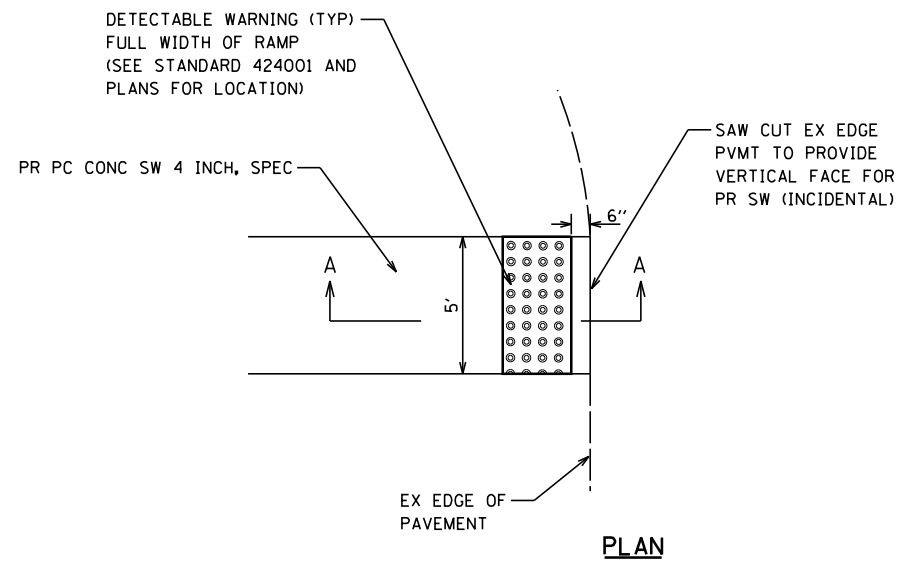 DETECTABLE WARNING (TYP)
FULL WIDTH OF RAMP
(SEE STANDARD 424001 AND
PLANS FOR LOCATION)
SAW CUT EX EDGE
PVMT TO PROVIDE
VERTICAL FACE FOR
PR SW (INCIDENTAL)
PR PC CONC SW 4 INCH, SPEC
6"
A
A
5'
EX EDGE OF
PAVEMENT
PLAN